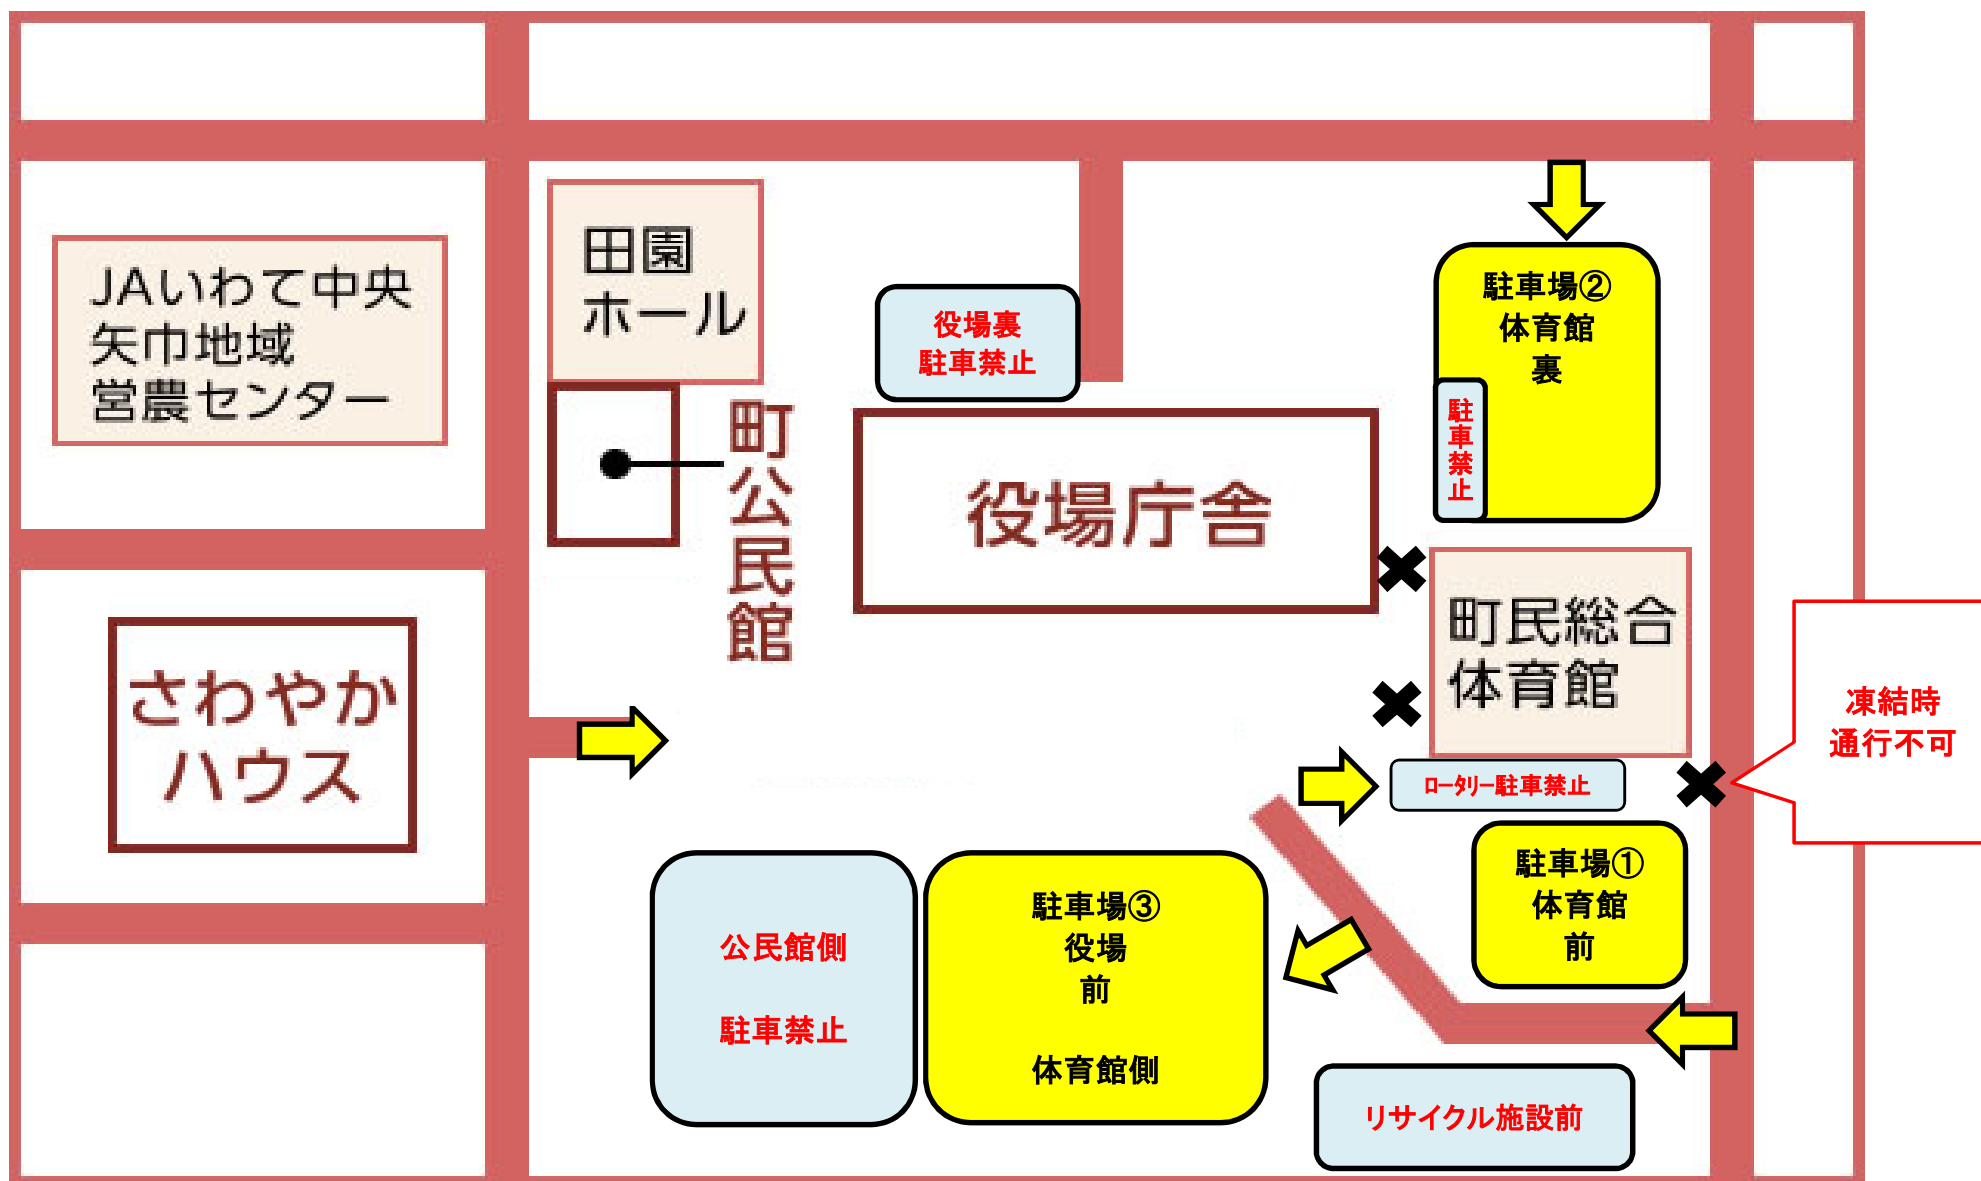 田園
ホール
JAいわて中央
矢巾地域
営農センター
役場裏
駐車禁止
駐車場②
体育館
裏
駐車禁止
町公民館
役場庁舎
町民総合
体育館
さわやか
ハウス
凍結時
通行不可
ロータリー駐車禁止
駐車場①
体育館
前
駐車場③
役場
前
体育館側
公民館側
駐車禁止
リサイクル施設前